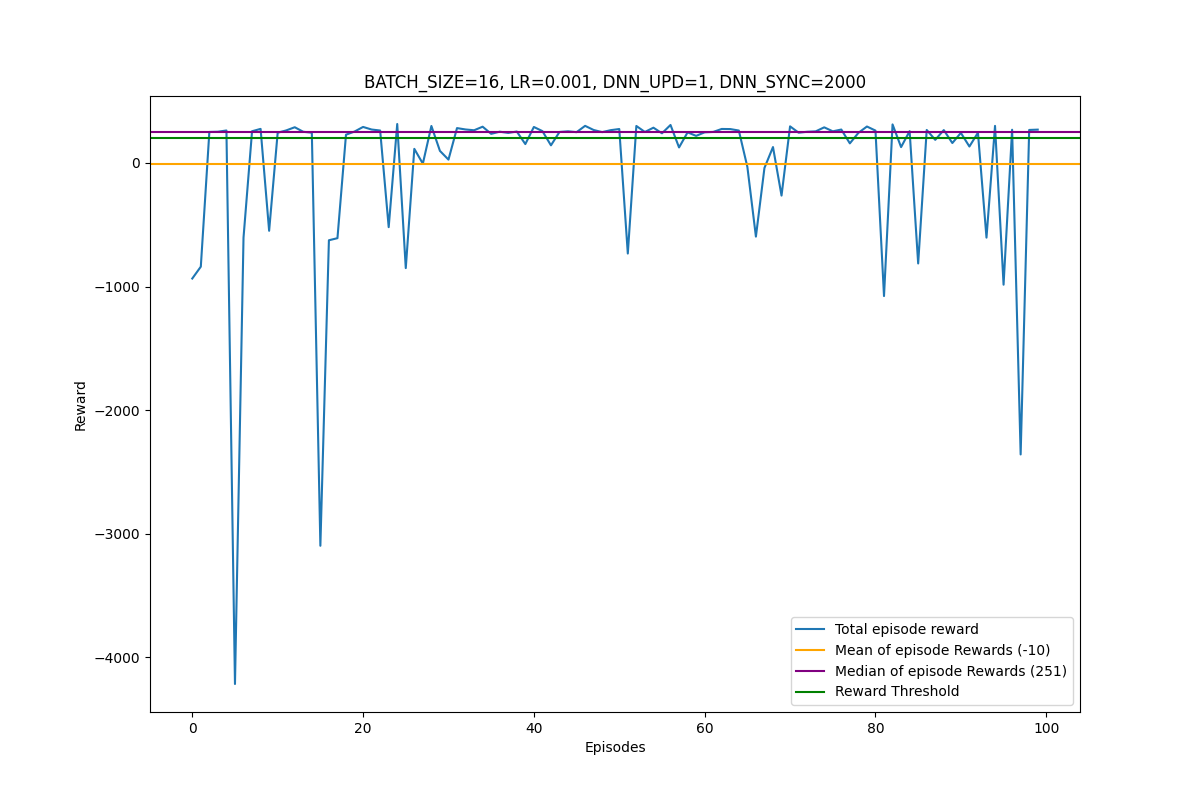 BATCH_SIZE=16, LR=0.001, DNN_UPD=1, DNN_SYNC=2000
0
−1000
−2000
−3000
−4000
Reward
0 20 40 60 80 100
Episodes
Total episode reward
Mean of episode Rewards (-10)
Median of episode Rewards (251)
Reward Threshold